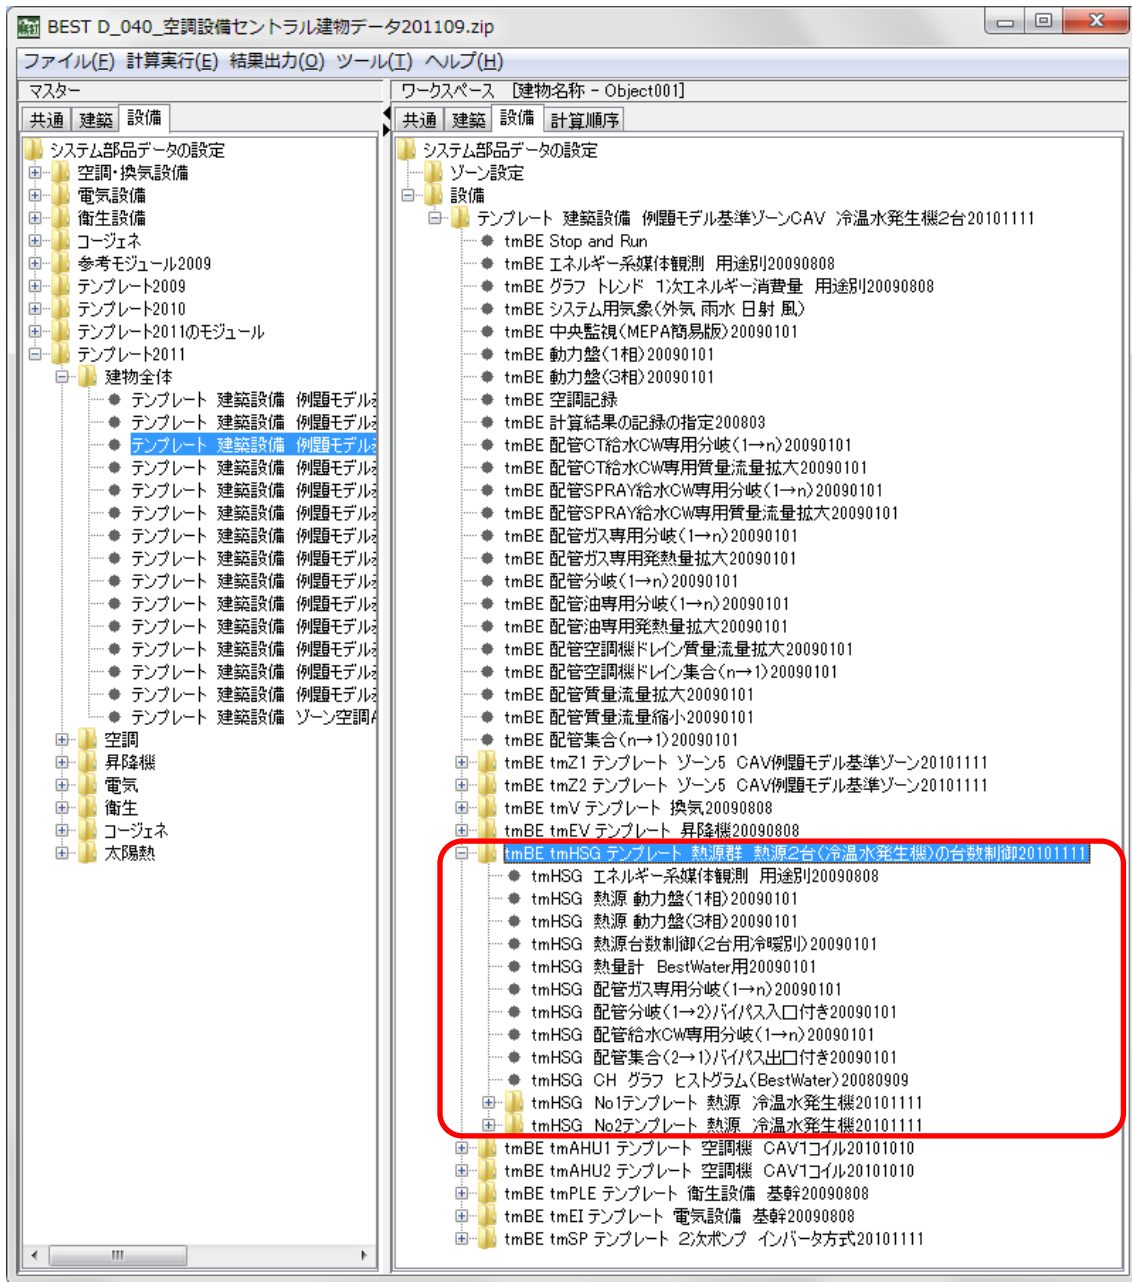 BEST D_040_空調設備セントラル建物データ201109.zip
ファイル(F) 計算実行(E) 結果出力(O) ツール(T) ヘルプ(H)
マスター
共通 建築 設備
システム部品データの設定
空調・換気設備
電気設備
衛生設備
コージェネ
参考モジュール2009
テンプレート2009
テンプレート2010
テンプレート2011のモジュール
テンプレート2011
建物全体
テンプレート 建築設備 例題モデル
テンプレート 建築設備 例題モデル
テンプレート 建築設備 例題モデル
テンプレート 建築設備 例題モデル
テンプレート 建築設備 例題モデル
テンプレート 建築設備 例題モデル
テンプレート 建築設備 例題モデル
テンプレート 建築設備 例題モデル
テンプレート 建築設備 例題モデル
テンプレート 建築設備 例題モデル
テンプレート 建築設備 例題モデル
テンプレート 建築設備 例題モデル
テンプレート 建築設備 例題モデル
テンプレート 建築設備 例題モデル
テンプレート 建築設備 ゾーン空調
空調
昇降機
電気
衛生
コージェネ
太陽熱
ワークスペース [建物名称 - Object001]
共通 建築 設備 計算順序
システム部品データの設定
ゾーン設定
設備
テンプレート 建築設備 例題モデル基準ゾーンCAV 冷温水発生機2台20101111
tmBE Stop and Run
tmBE エネルギー系媒体観測 用途別20090808
tmBE グラフ トレンド 1次エネルギー消費量 用途別20090808
tmBE システム用気象(外気 雨水 日射 風)
tmBE 中央監視(MEPA簡易版)20090101
tmBE 動力盤(1相)20090101
tmBE 動力盤(3相)20090101
tmBE 空調記録
tmBE 計算結果の記録の指定200803
tmBE 配管CT給水CW専用分岐(1→n)20090101
tmBE 配管CT給水CW専用質量流量拡大20090101
tmBE 配管SPRAY給水CW専用分岐(1→n)20090101
tmBE 配管SPRAY給水CW専用質量流量拡大20090101
tmBE 配管ガス専用分岐(1→n)20090101
tmBE 配管ガス専用発熱量拡大20090101
tmBE 配管分岐(1→n)20090101
tmBE 配管油専用分岐(1→n)20090101
tmBE 配管油専用発熱量拡大20090101
tmBE 配管空調機ドレイン質量流量拡大20090101
tmBE 配管空調機ドレイン集合(n→1)20090101
tmBE 配管質量流量拡大20090101
tmBE 配管質量流量縮小20090101
tmBE 配管集合(n→1)20090101
tmBE tmZ1 テンプレート ゾーン5 CAV例題モデル基準ゾーン20101111
tmBE tmZ2 テンプレート ゾーン5 CAV例題モデル基準ゾーン20101111
tmBE tmV テンプレート 換気20090808
tmBE tmEV テンプレート 昇降機20090808
tmBE tmHSG テンプレート 熱源群 熱源2台(冷温水発生機)の台数制御20101111
tmHSG エネルギー系媒体観測 用途別20090808
tmHSG 熱源 動力盤(1相)20090101
tmHSG 熱源 動力盤(3相)20090101
tmHSG 熱源台数制御(2台用冷暖別)20090101
tmHSG 熱量計 BestWater用20090101
tmHSG 配管ガス専用分岐(1→n)20090101
tmHSG 配管分岐(1→2)バイパス入口付き20090101
tmHSG 配管給水CW専用分岐(1→n)20090101
tmHSG 配管集合(2→1)バイパス出口付き20090101
tmHSG CH グラフ ヒストグラム(BestWater)20080909
tmHSG No1テンプレート 熱源 冷温水発生機20101111
tmHSG No2テンプレート 熱源 冷温水発生機20101111
tmBE tmAHU1 テンプレート 空調機 CAV1コイル20101010
tmBE tmAHU2 テンプレート 空調機 CAV1コイル20101010
tmBE tmPLE テンプレート 衛生設備 基幹20090808
tmBE tmEI テンプレート 電気設備 基幹20090808
tmBE tmSP テンプレート 2次ポンプ インバータ方式20101111